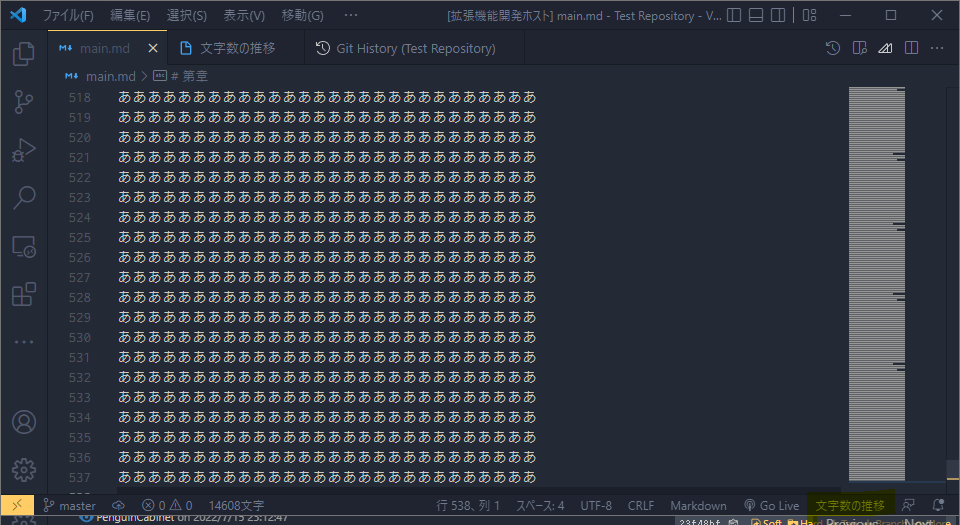 ファイル(F) 編集(E) 選択(S) 表示(V) 移動(G) ··· [拡張機能開発ホスト] main.md - Test Repository - V...
main.md 文字数の推移 Git History (Test Repository)
main.md > # 第章
518 ああああああああああああああああああああああああああああ
519 ああああああああああああああああああああああああああああ
520 ああああああああああああああああああああああああああああ
521 ああああああああああああああああああああああああああああ
522 ああああああああああああああああああああああああああああ
523 ああああああああああああああああああああああああああああ
524 ああああああああああああああああああああああああああああ
525 ああああああああああああああああああああああああああああ
526 ああああああああああああああああああああああああああああ
527 ああああああああああああああああああああああああああああ
528 ああああああああああああああああああああああああああああ
529 ああああああああああああああああああああああああああああ
530 ああああああああああああああああああああああああああああ
531 ああああああああああああああああああああああああああああ
532 ああああああああああああああああああああああああああああ
533 ああああああああああああああああああああああああああああ
534 ああああああああああああああああああああああああああああ
535 ああああああああああああああああああああああああああああ
536 ああああああああああああああああああああああああああああ
537 ああああああああああああああああああああああああああああ
master 0 0 14608文字 行 538、列 1 スペース: 4 UTF-8 CRLF Markdown Go Live 文字数の推移
PenguinCabinet on 2022/7/15 23:12:47 23f48bf Soft